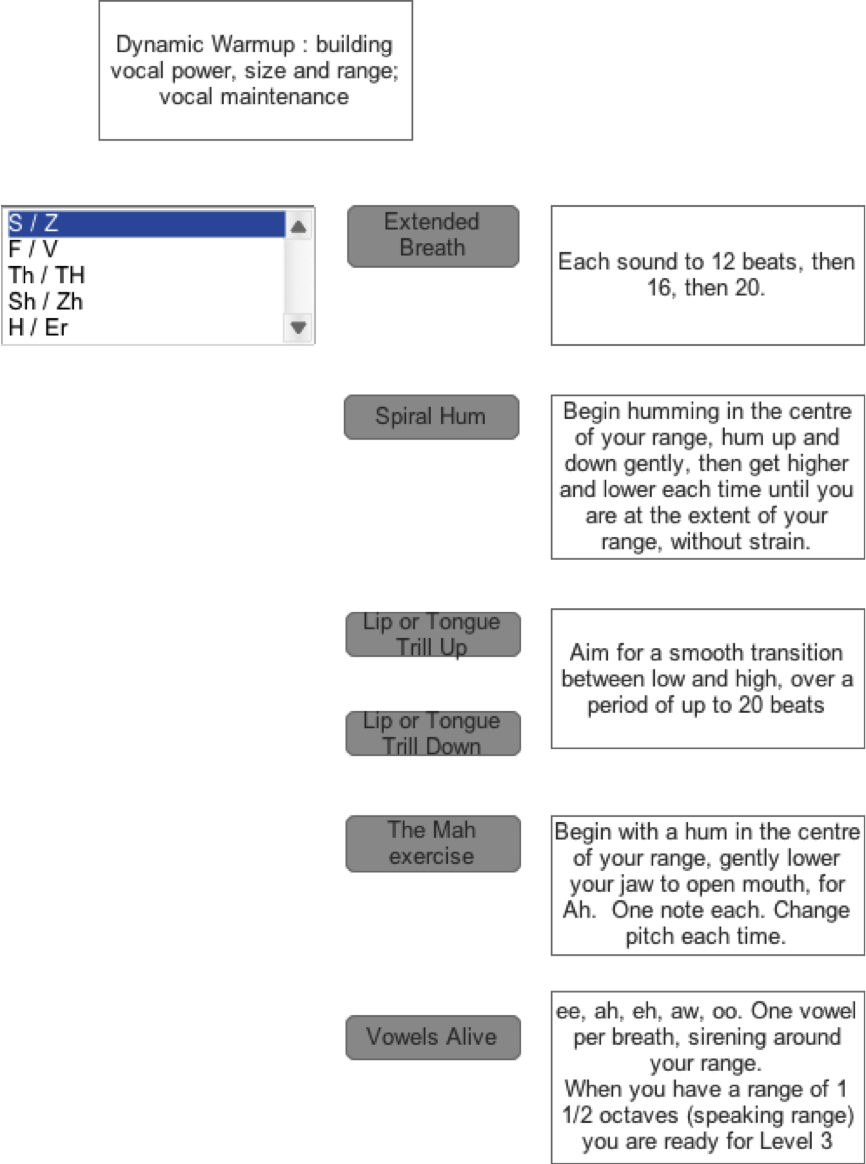 Dynamic Warmup : building
vocal power, size and range;
vocal maintenance
S / Z
F / V
Th / TH
Sh / Zh
H / Er
Extended
Breath
Each sound to 12 beats, then
16, then 20.
Spiral Hum
Begin humming in the centre
of your range, hum up and
down gently, then get higher
and lower each time until you
are at the extent of your
range, without strain.
Lip or Tongue
Trill Up
Lip or Tongue
Trill Down
Aim for a smooth transition
between low and high, over a
period of up to 20 beats
The Mah
exercise
Begin with a hum in the centre
of your range, gently lower
your jaw to open mouth, for
Ah.  One note each. Change
pitch each time.
Vowels Alive
ee, ah, eh, aw, oo. One vowel
per breath, sirening around
your range.
When you have a range of 1
1/2 octaves (speaking range)
you are ready for Level 3